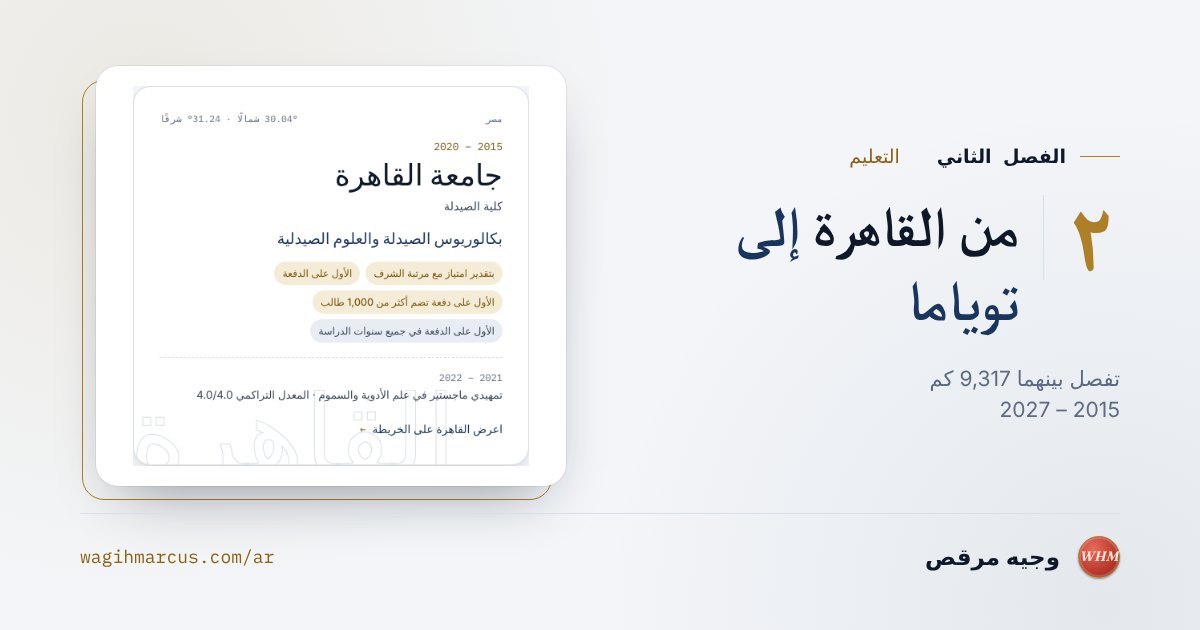 الفصل الثاني التعليم
٢
من القاهرة إلى
توياما
تفصل بينهما 9,317 كم
2015 – 2027
مصر
30.04° شمالًا · 31.24° شرقًا
2015 – 2020
جامعة القاهرة
كلية الصيدلة
بكالوريوس الصيدلة والعلوم الصيدلية
بتقدير امتياز مع مرتبة الشرف
الأول على الدفعة
الأول على دفعة تضم أكثر من 1,000 طالب
الأول على الدفعة في جميع سنوات الدراسة
2021 – 2022
تمهيدي ماجستير في علم الأدوية والسموم · المعدل التراكمي 4.0/4.0
اعرض القاهرة على الخريطة ←
القاهرة
WHM
وجيه مرقص
wagihmarcus.com/ar